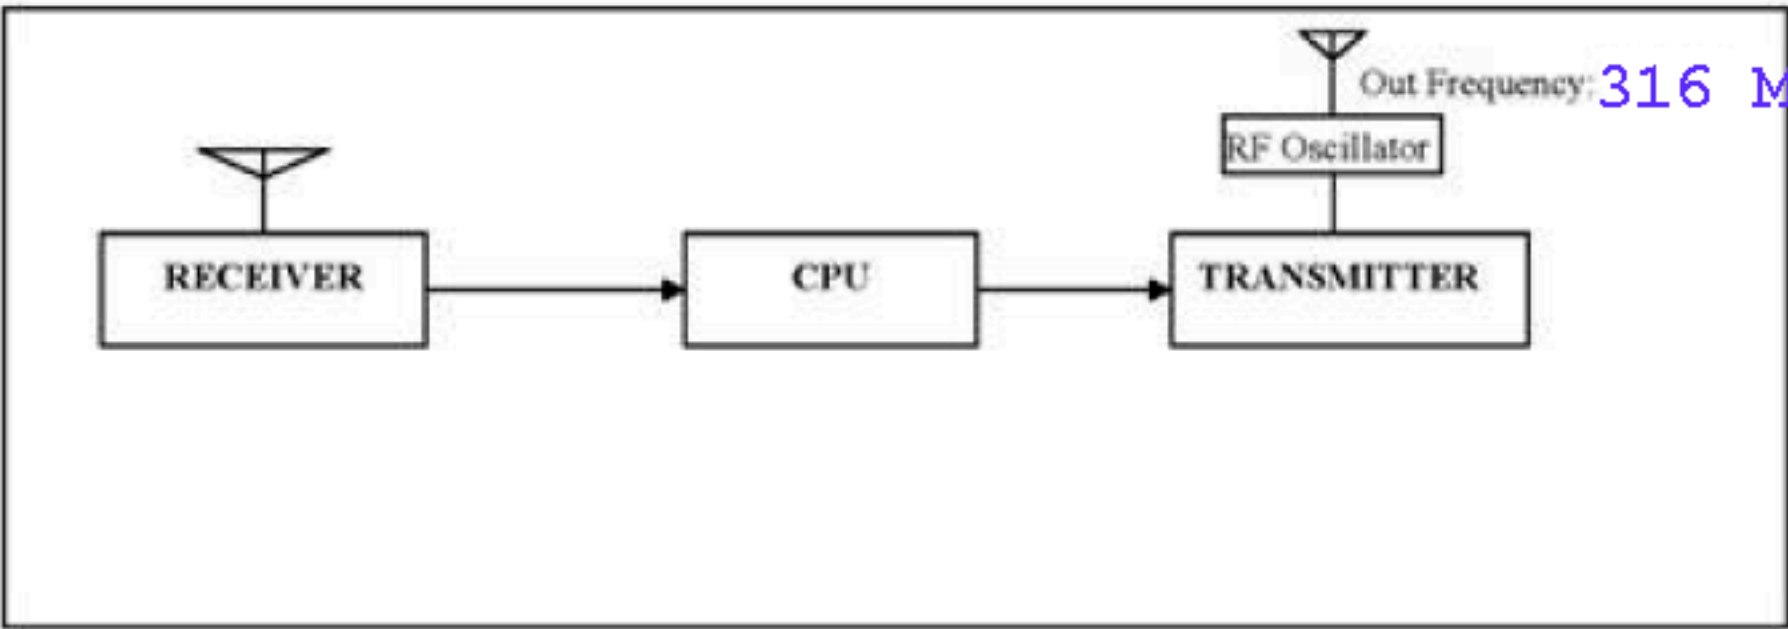 Out Frequency: 316 M
RF Oscillator
RECEIVER
CPU
TRANSMITTER